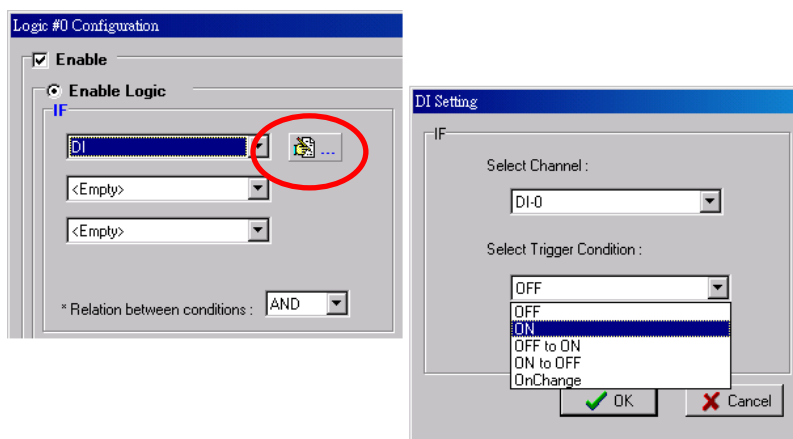 Logic #0 Configuration
Enable
Enable Logic
IF
DI
...
<Empty>
<Empty>
* Relation between conditions : AND
DI Setting
IF
Select Channel :
DI-0
Select Trigger Condition :
OFF
OFF
ON
OFF to ON
ON to OFF
OnChange
OK Cancel